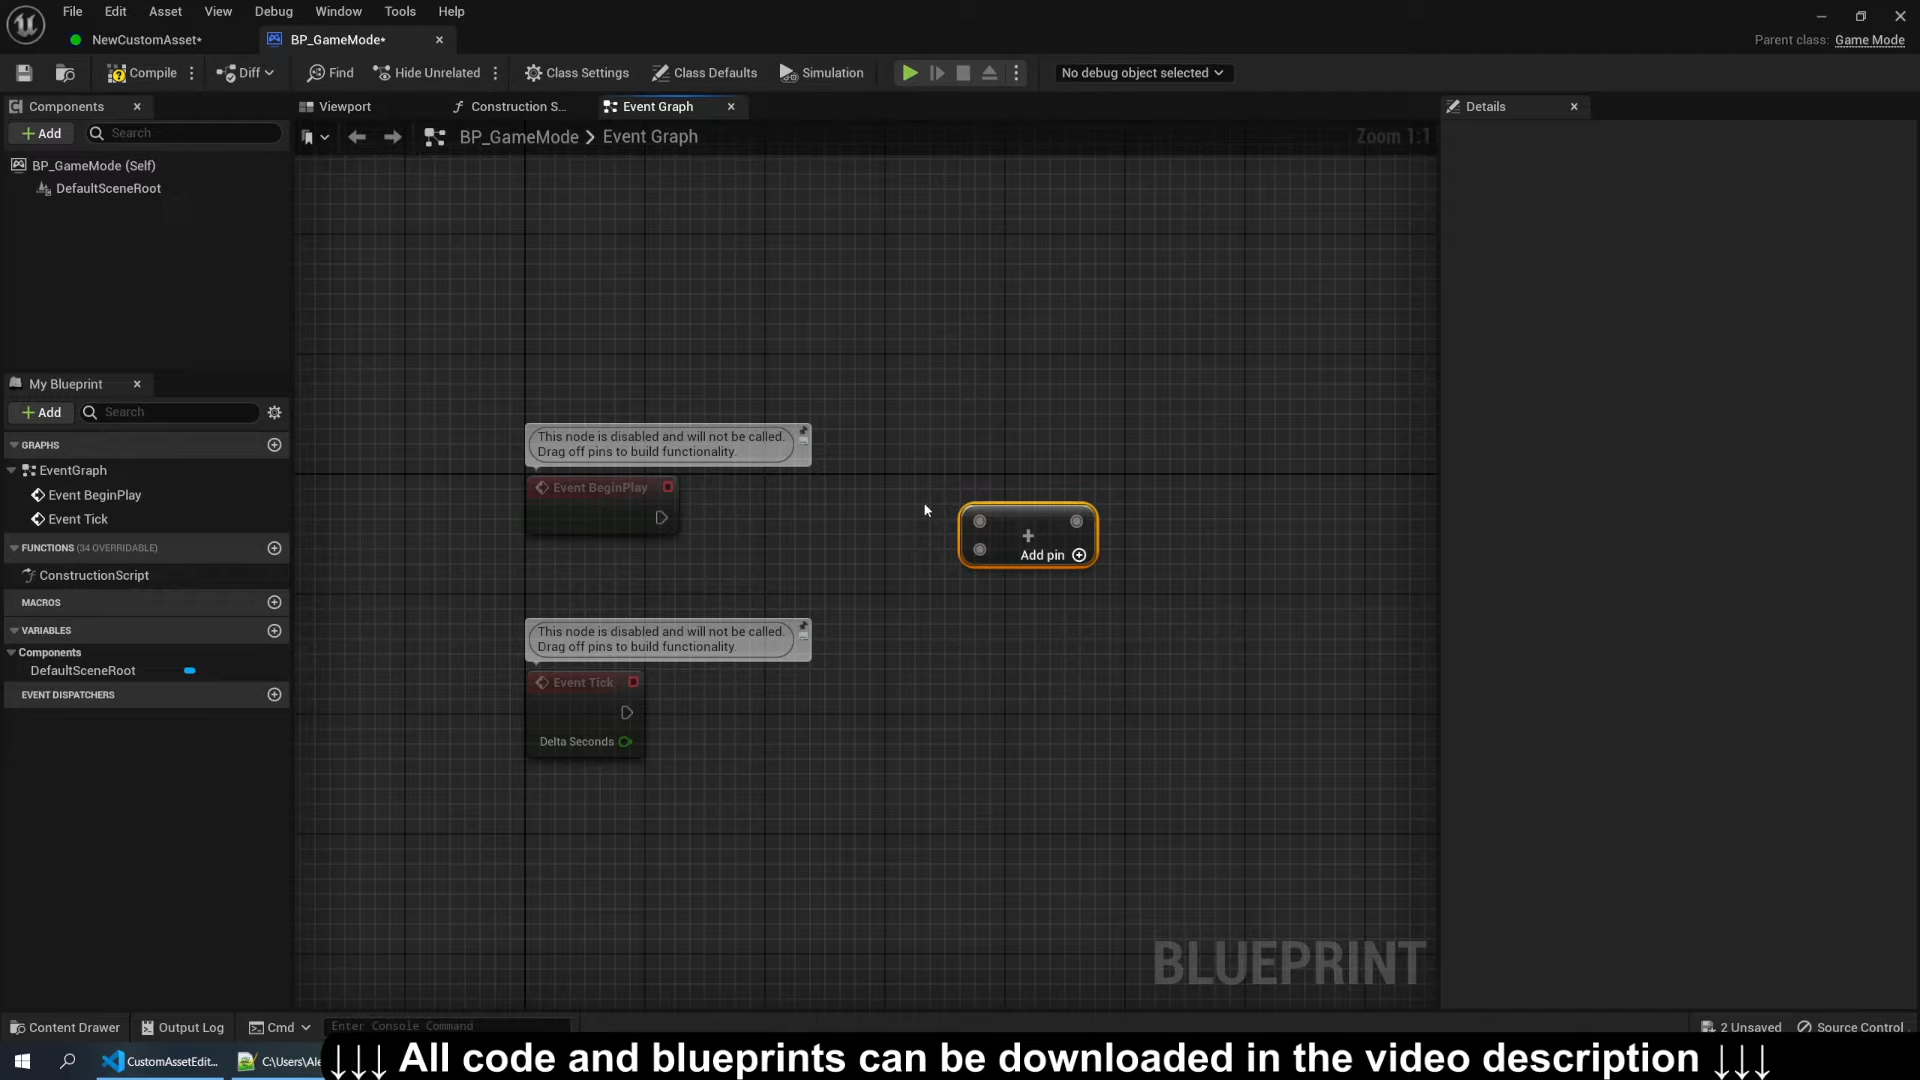 File Edit Asset View Debug Window Tools Help
NewCustomAsset*
BP_GameMode*
Parent class: Game Mode
Compile
Diff
Find
Hide Unrelated
Class Settings
Class Defaults
Simulation
No debug object selected
Components
Add
Search
BP_GameMode (Self)
DefaultSceneRoot
Viewport
Construction S...
Event Graph
BP_GameMode > Event Graph
Zoom 1:1
Details
My Blueprint
Add
Search
GRAPHS
EventGraph
Event BeginPlay
Event Tick
FUNCTIONS (34 OVERRIDABLE)
ConstructionScript
MACROS
VARIABLES
Components
DefaultSceneRoot
EVENT DISPATCHERS
This node is disabled and will not be called.
Drag off pins to build functionality.
Event BeginPlay
Add pin
This node is disabled and will not be called.
Drag off pins to build functionality.
Event Tick
Delta Seconds
BLUEPRINT
Content Drawer
Output Log
Cmd
Enter Console Command
2 Unsaved
Source Control
CustomAssetEdit...
C:\Users\Ale
↓↓↓ All code and blueprints can be downloaded in the video description ↓↓↓